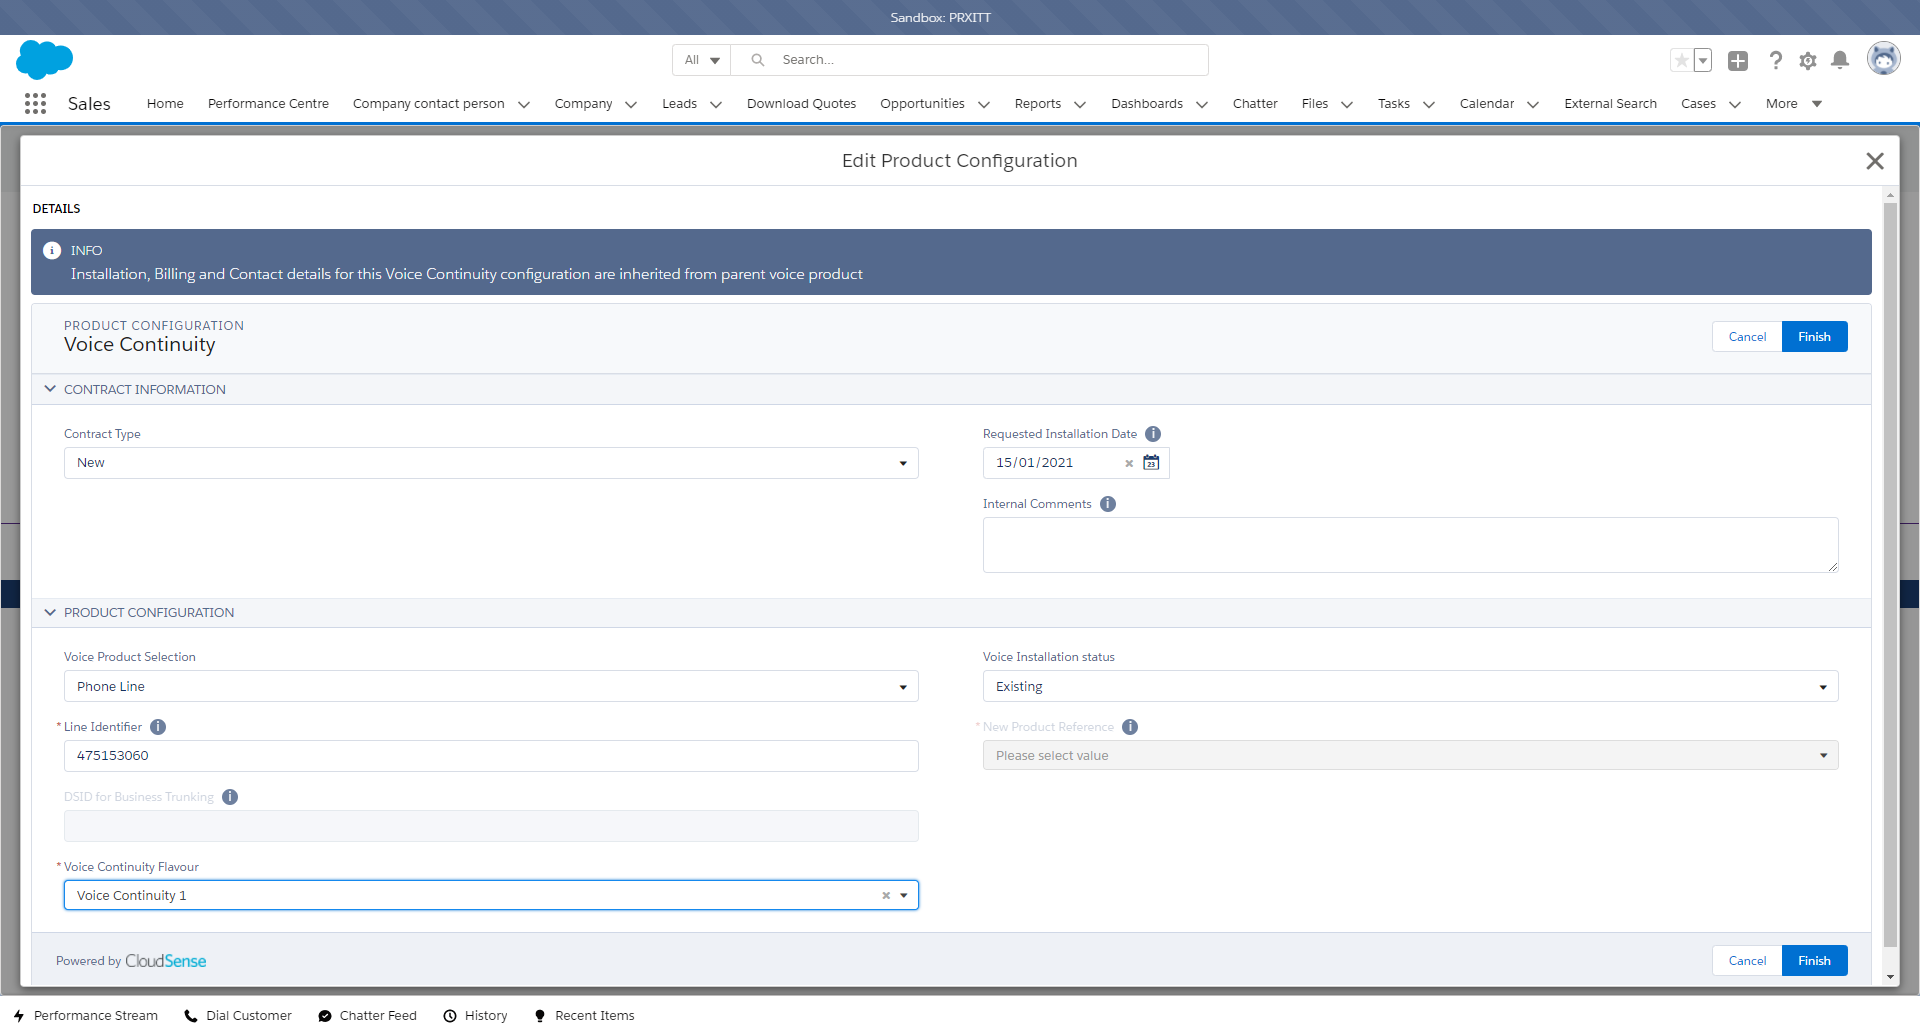 Sandbox: PRXITT
All
Search...
Sales
Home
Performance Centre
Company contact person
Company
Leads
Download Quotes
Opportunities
Reports
Dashboards
Chatter
Files
Tasks
Calendar
External Search
Cases
More
Edit Product Configuration
DETAILS
INFO
Installation, Billing and Contact details for this Voice Continuity configuration are inherited from parent voice product
PRODUCT CONFIGURATION
Voice Continuity
Cancel
Finish
CONTRACT INFORMATION
Contract Type
New
Requested Installation Date
15/01/2021
23
Internal Comments
PRODUCT CONFIGURATION
Voice Product Selection
Phone Line
Voice Installation status
Existing
* Line Identifier
475153060
* New Product Reference
Please select value
DSID for Business Trunking
* Voice Continuity Flavour
Voice Continuity 1
Powered by CloudSense
Cancel
Finish
Performance Stream
Dial Customer
Chatter Feed
History
Recent Items